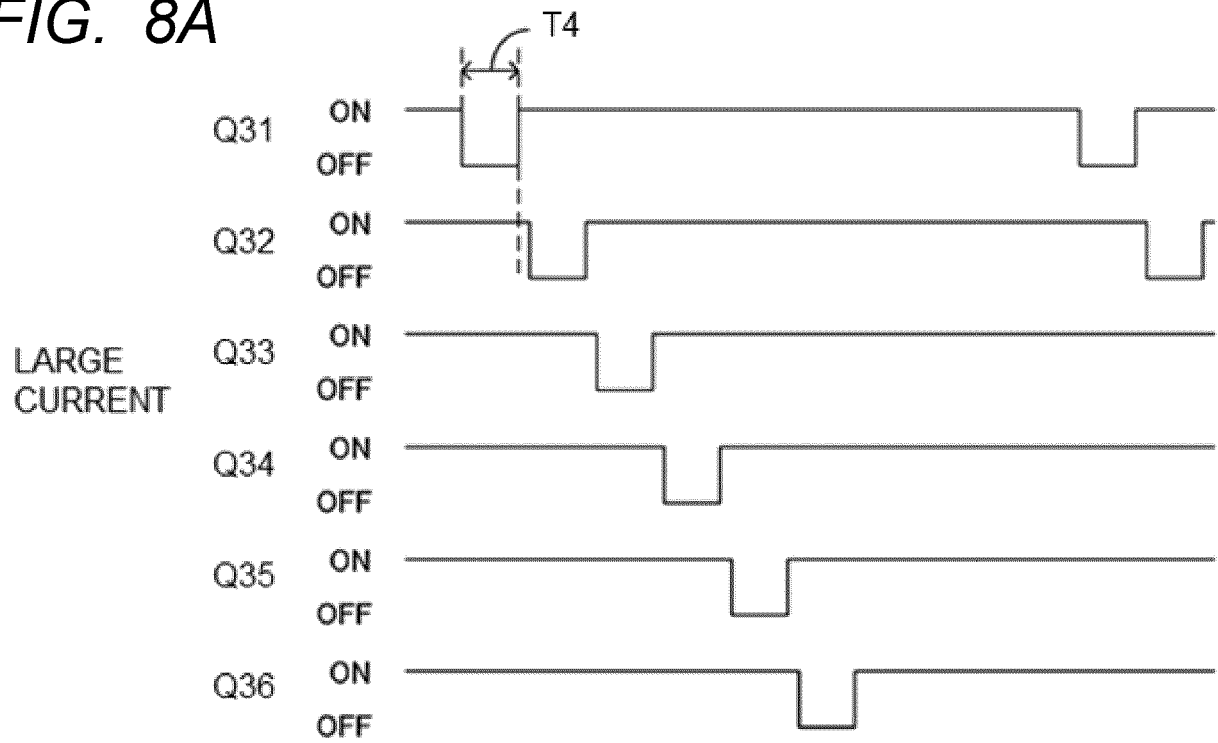 FIG. 8A
T4
Q31 ON
OFF
Q32 ON
OFF
LARGE
CURRENT
Q33 ON
OFF
Q34 ON
OFF
Q35 ON
OFF
Q36 ON
OFF